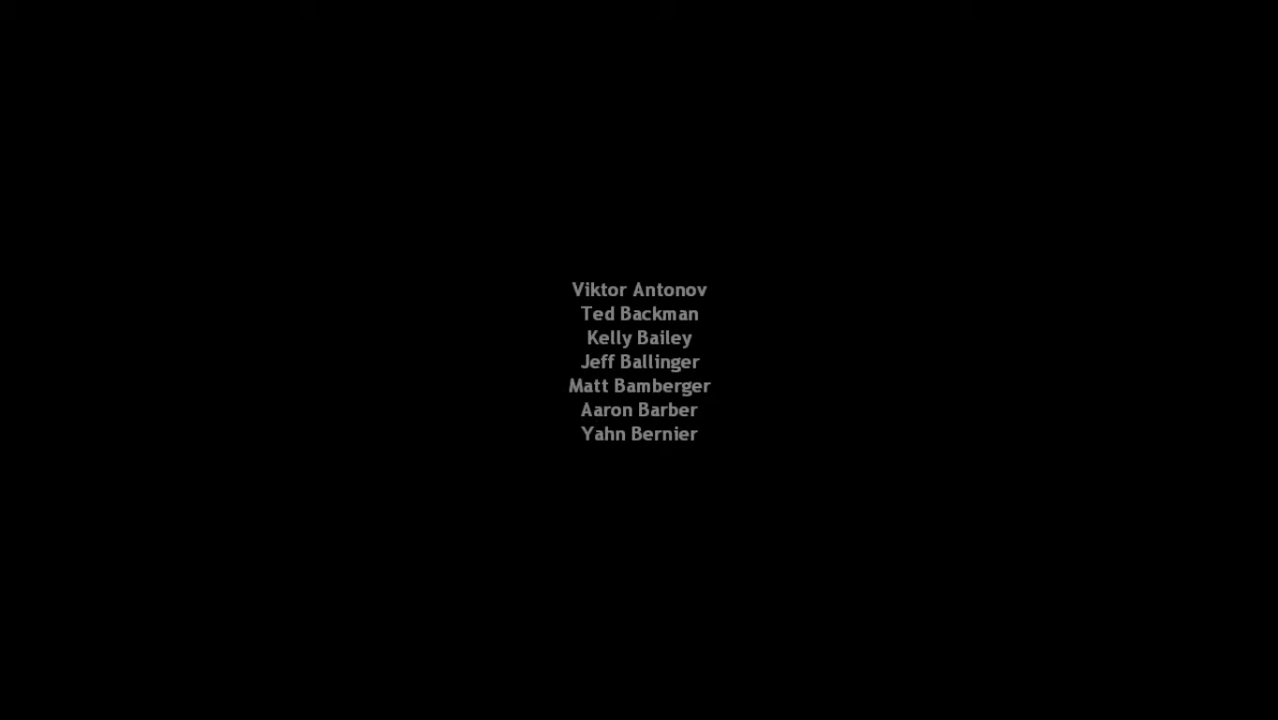 Viktor Antonov
Ted Backman
Kelly Bailey
Jeff Ballinger
Matt Bamberger
Aaron Barber
Yahn Bernier